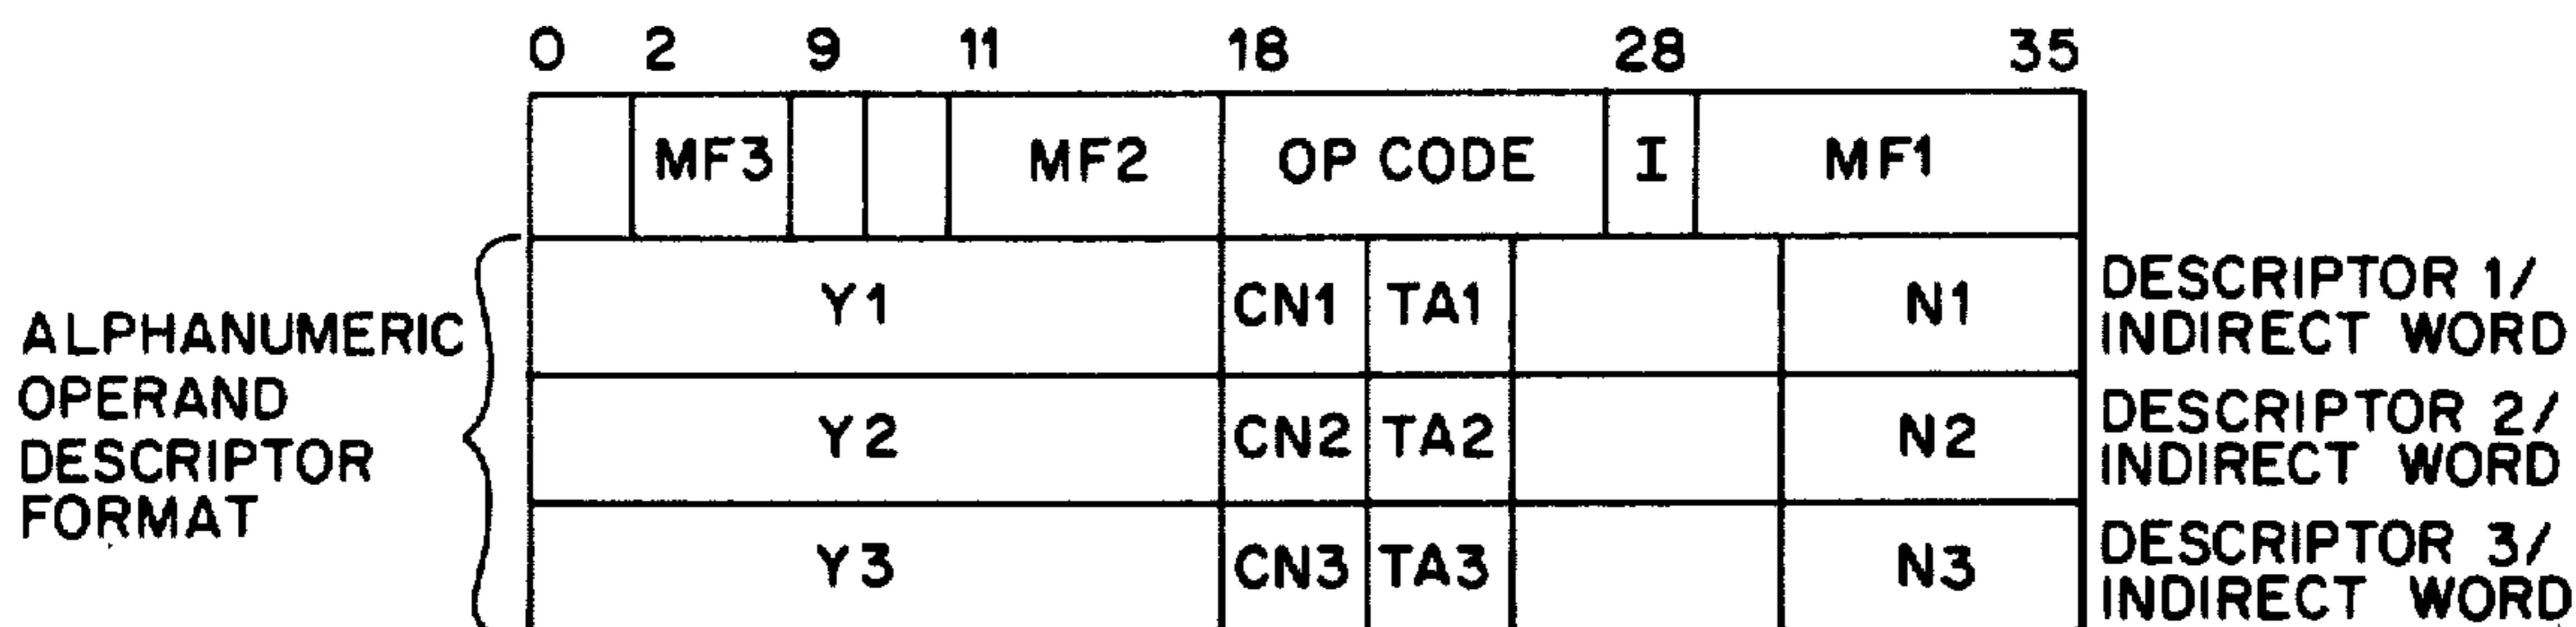 0 2 9 11 18 28 35
MF3 MF2 OP CODE I MF1
ALPHANUMERIC
OPERAND
DESCRIPTOR
FORMAT
Y1 CN1 TA1 N1
DESCRIPTOR 1/
INDIRECT WORD
Y2 CN2 TA2 N2
DESCRIPTOR 2/
INDIRECT WORD
Y3 CN3 TA3 N3
DESCRIPTOR 3/
INDIRECT WORD